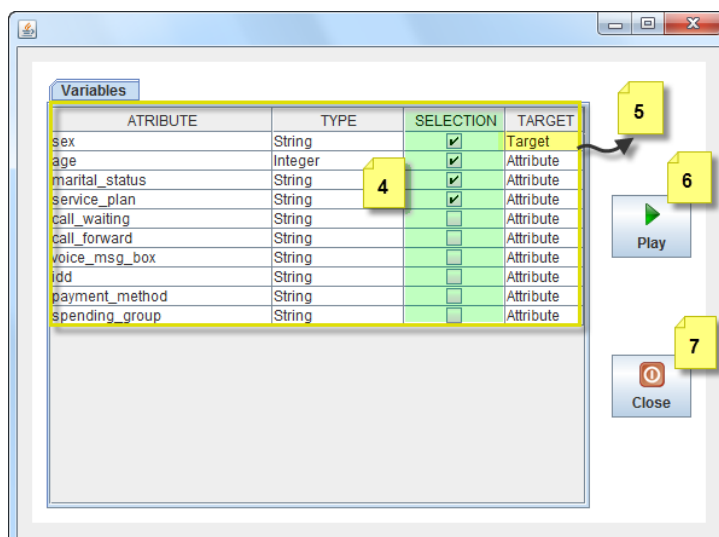 Variables
ATRIBUTE TYPE SELECTION TARGET
sex String Target
age Integer Attribute
marital_status String Attribute
service_plan String Attribute
call_waiting String Attribute
call_forward String Attribute
voice_msg_box String Attribute
idd String Attribute
payment_method String Attribute
spending_group String Attribute
4
5
6
Play
7
Close